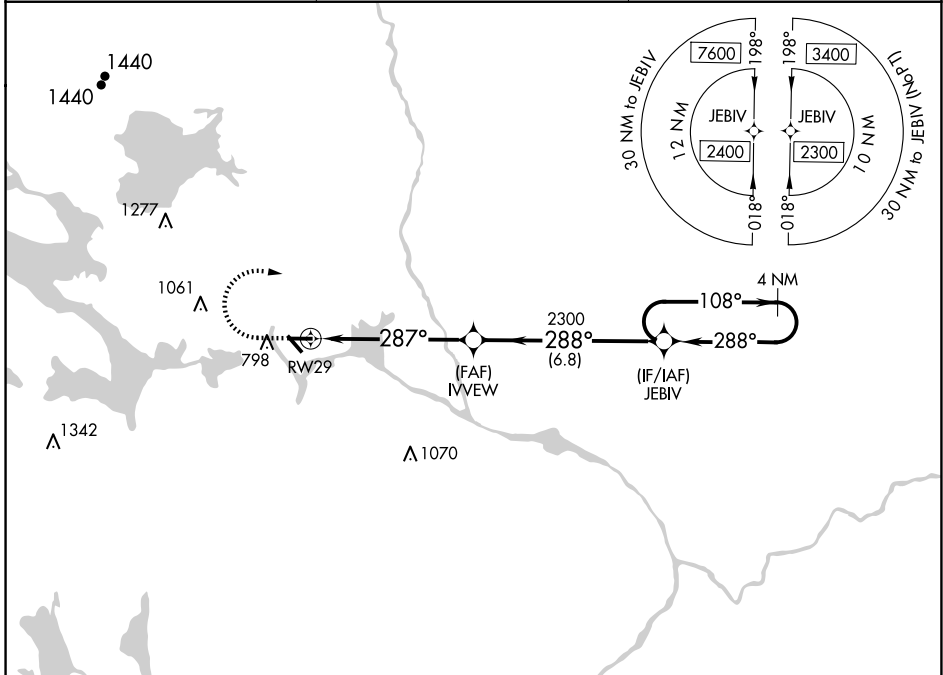 1440
1440
1277
1061
798
RW29
1342
1070
287°
(FAF)
IVVEW
2300
288°
(6.8)
(IF/IAF)
JEBIV
108°
288°
4 NM
30 NM to JEBIV
7600
198°
12 NM
JEBIV
2400
018°
198°
3400
30 NM to JEBIV (NoPT)
JEBIV
10 NM
2300
018°